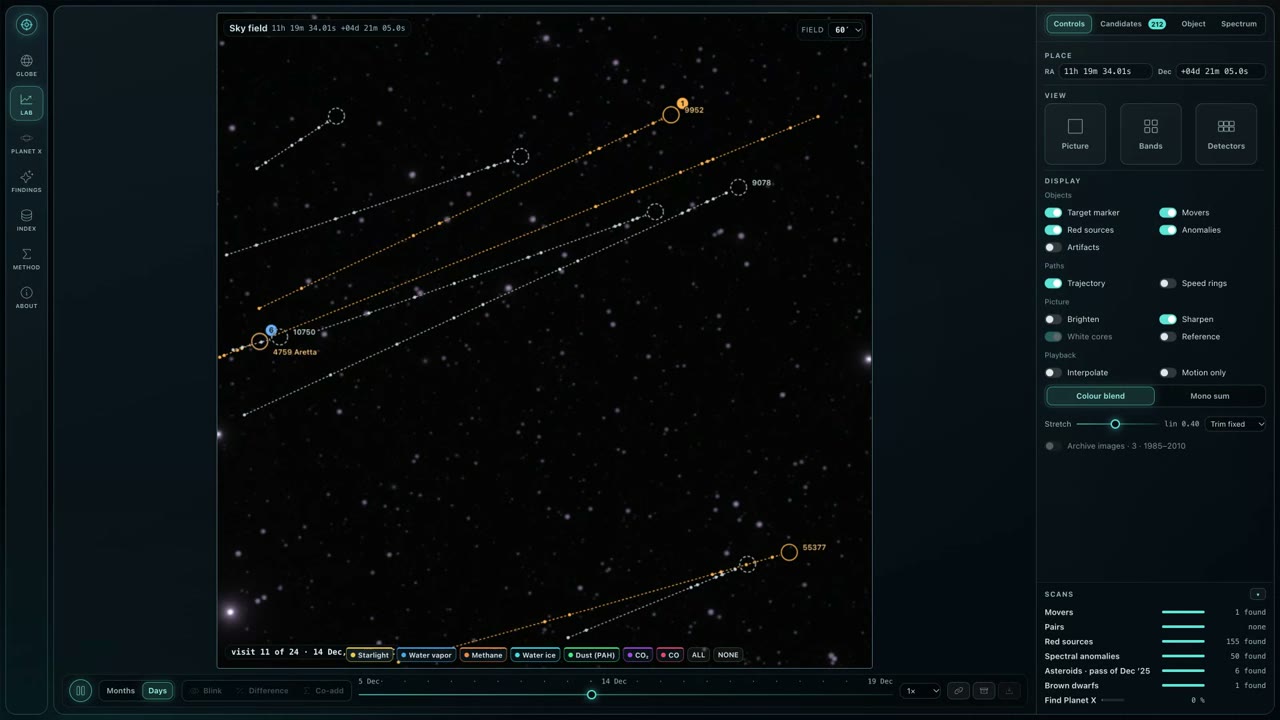 GLOBE
LAB
PLANET X
FINDINGS
INDEX
METHOD
ABOUT
Sky field 11h 19m 34.01s +04d 21m 05.0s
FIELD 60′
1
9952
9078
6
10750
4759 Aretta
55377
visit 11 of 24 · 14 Dec,
Starlight
Water vapor
Methane
Water ice
Dust (PAH)
CO₂
CO
ALL
NONE
Months
Days
Blink
Difference
Co-add
5 Dec
14 Dec
19 Dec
1x
Controls
Candidates 212
Object
Spectrum
PLACE
RA 11h 19m 34.01s Dec +04d 21m 05.0s
VIEW
Picture
Bands
Detectors
DISPLAY
Objects
Target marker Movers
Red sources Anomalies
Artifacts
Paths
Trajectory Speed rings
Picture
Brighten Sharpen
White cores Reference
Playback
Interpolate Motion only
Colour blend Mono sum
Stretch lin 0.40 Trim fixed
Archive images · 3 · 1985–2010
SCANS
Movers 1 found
Pairs none
Red sources 155 found
Spectral anomalies 50 found
Asteroids · pass of Dec '25 6 found
Brown dwarfs 1 found
Find Planet X 0 %